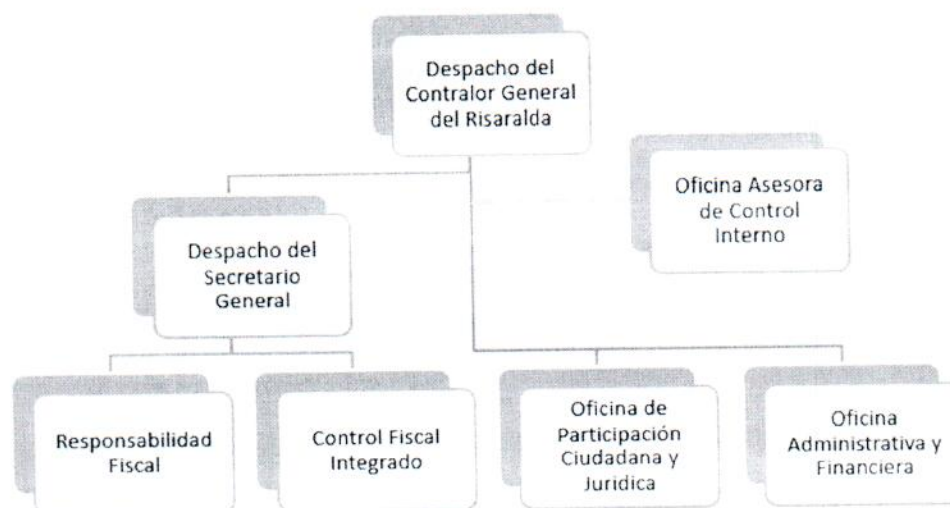 Despacho del
Contralor General
del Risaralda
Oficina Asesora
de Control
Interno
Despacho del
Secretario
General
Responsabilidad
Fiscal
Control Fiscal
Integrado
Oficina de
Participación
Ciudadana y
Juridica
Oficina
Administrativa y
Financiera